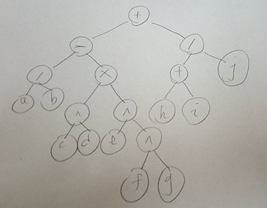 +
- /
/ × + j
a b ^ ^ h i
c d e ^
f g